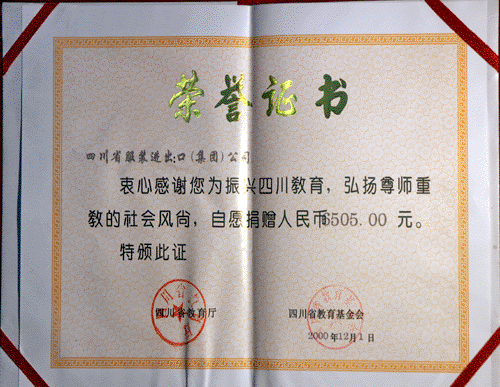 荣誉证书
四川省服装进出口(集团)公司
衷心感谢您为振兴四川教育，弘扬尊师重
教的社会风尚，自愿捐赠人民币6505.00 元。
特颁此证
四川省教育厅 四川省教育基金会
2000年12月1日